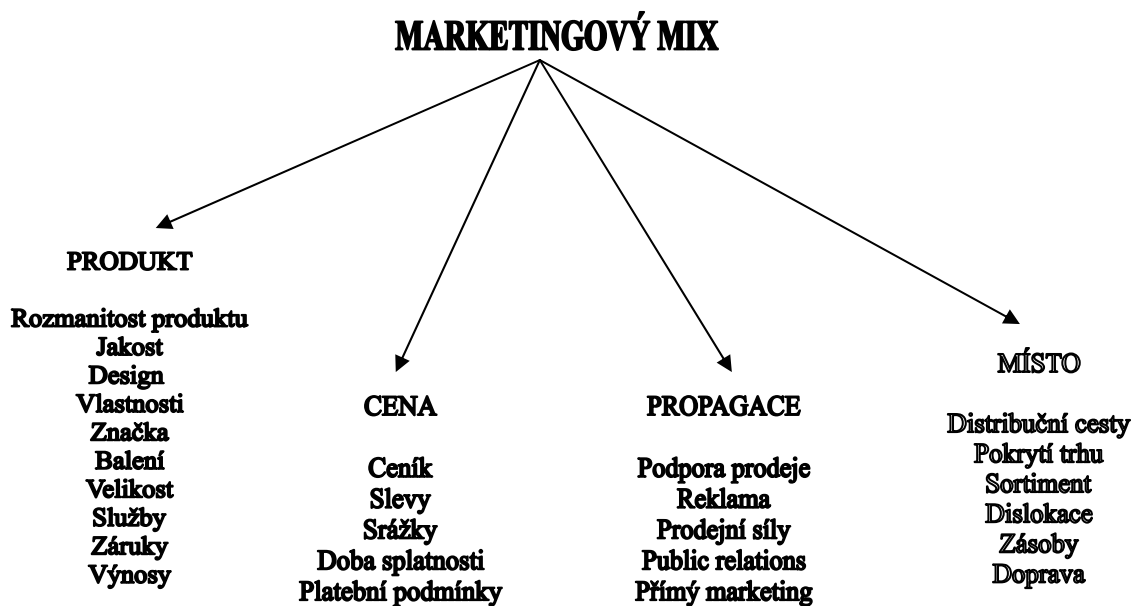 MARKETINGOVÝ MIX
PRODUKT
Rozmanitost produktu
Jakost
Design
Vlastnosti
Značka
Balení
Velikost
Služby
Záruky
Výnosy
CENA
Ceník
Slevy
Srážky
Doba splatnosti
Platební podmínky
PROPAGACE
Podpora prodeje
Reklama
Prodejní síly
Public relations
Přímý marketing
MÍSTO
Distribuční cesty
Pokrytí trhu
Sortiment
Dislokace
Zásoby
Doprava